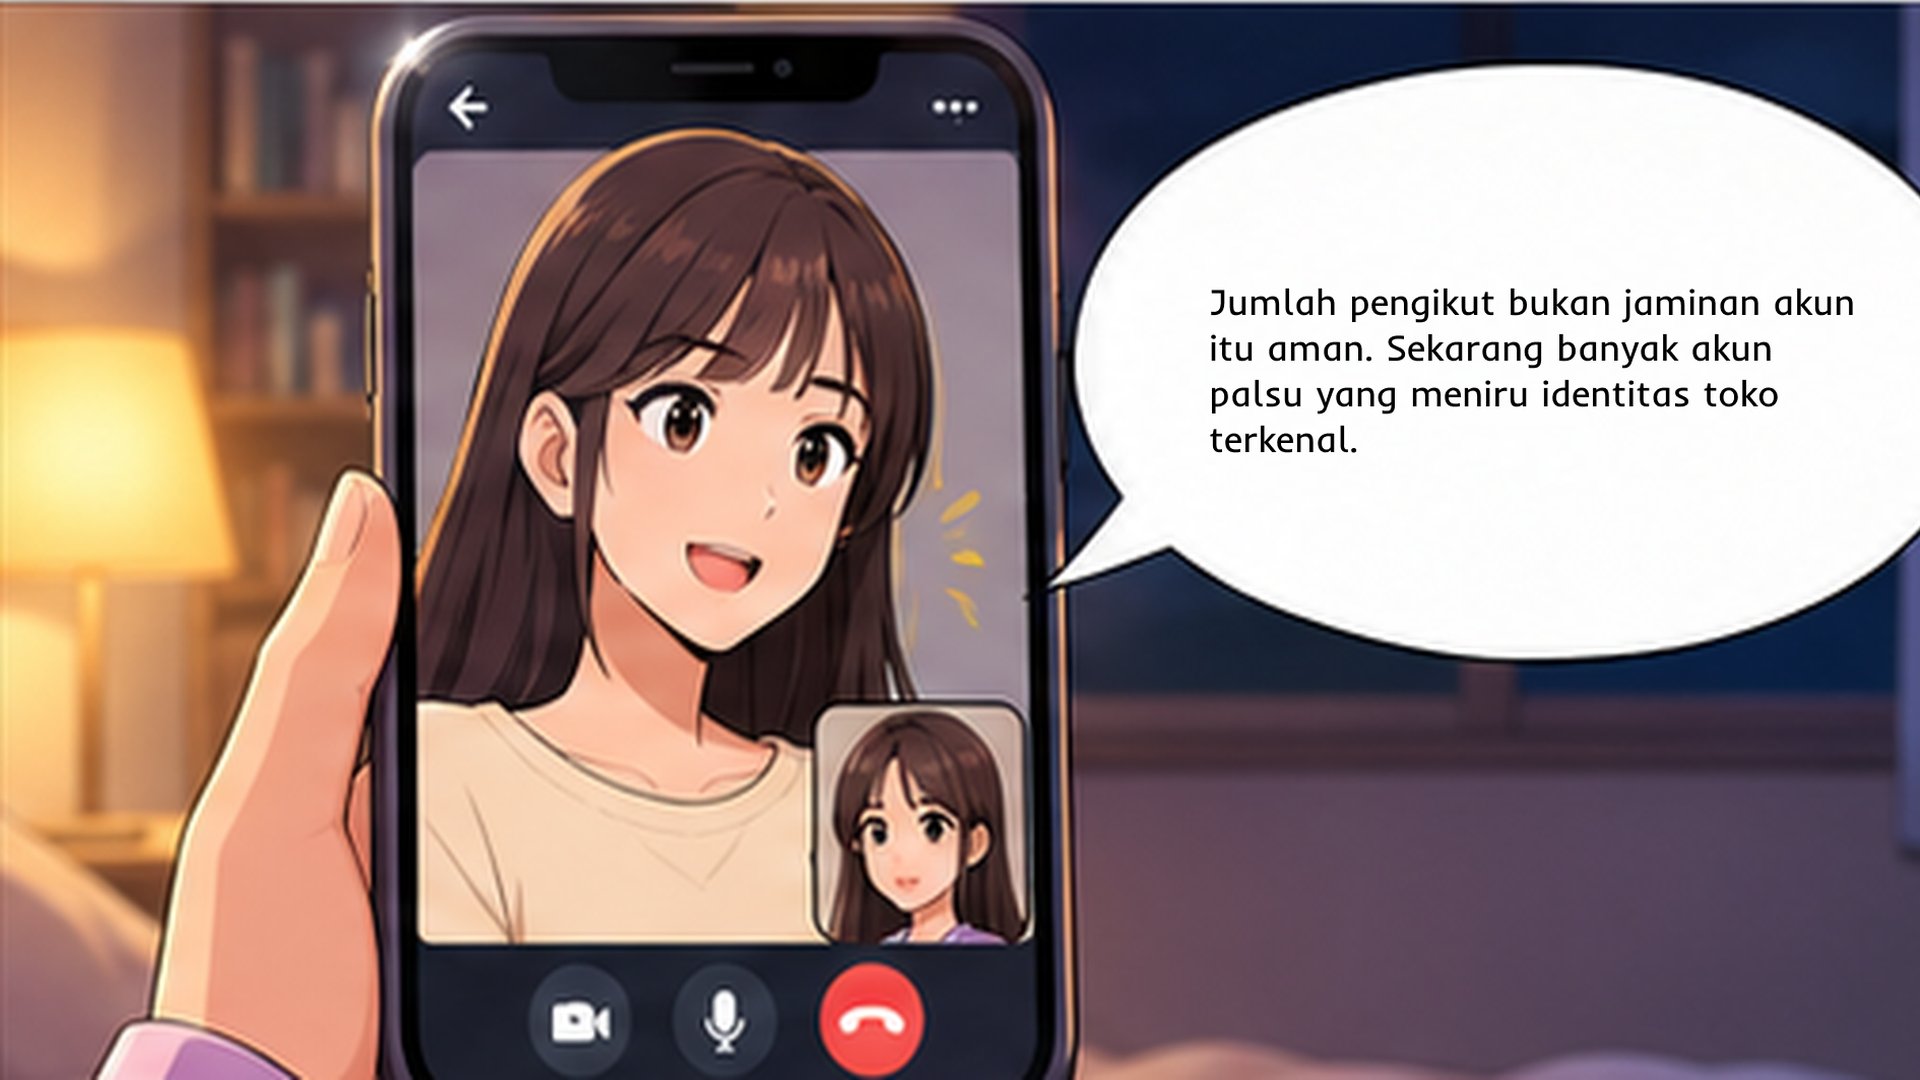 Jumlah pengikut bukan jaminan akun
itu aman. Sekarang banyak akun
palsu yang meniru identitas toko
terkenal.